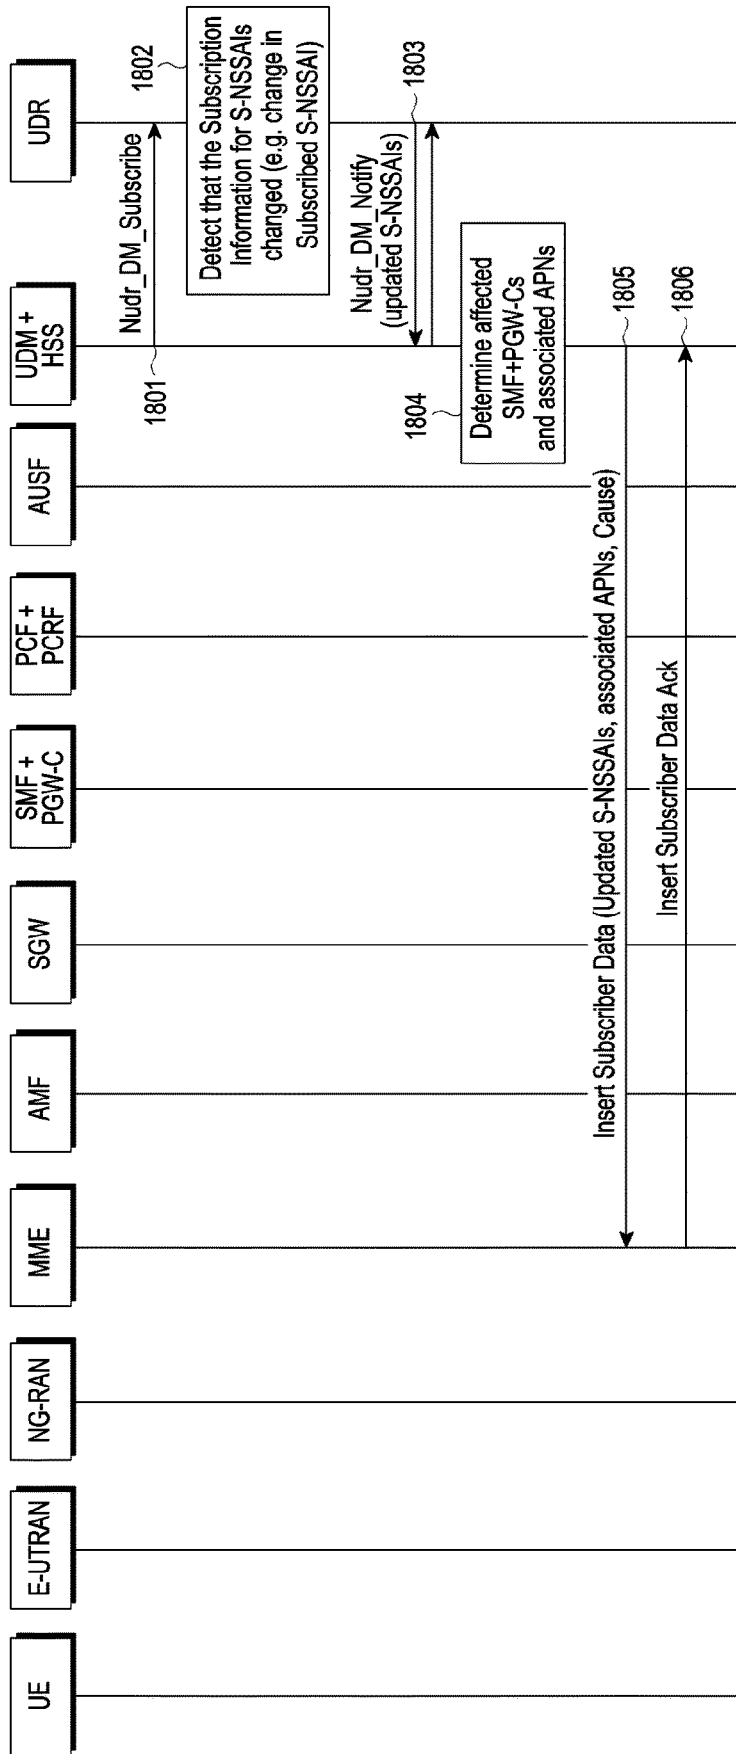 UE
E-UTRAN
NG-RAN
MME
AMF
SGW
SMF +
PGW-C
PCF +
PCRF
AUSF
UDM +
HSS
UDR
Nudr_DM_Subscribe
1801
1802
Detect that the Subscription
Information for S-NSSAIs
changed (e.g. change in
Subscribed S-NSSAI)
Nudr_DM_Notify
(updated S-NSSAIs)
1803
1804
Determine affected
SMF+PGW-Cs
and associated APNs
Insert Subscriber Data (Updated S-NSSAIs, associated APNs, Cause)
1805
Insert Subscriber Data Ack
1806